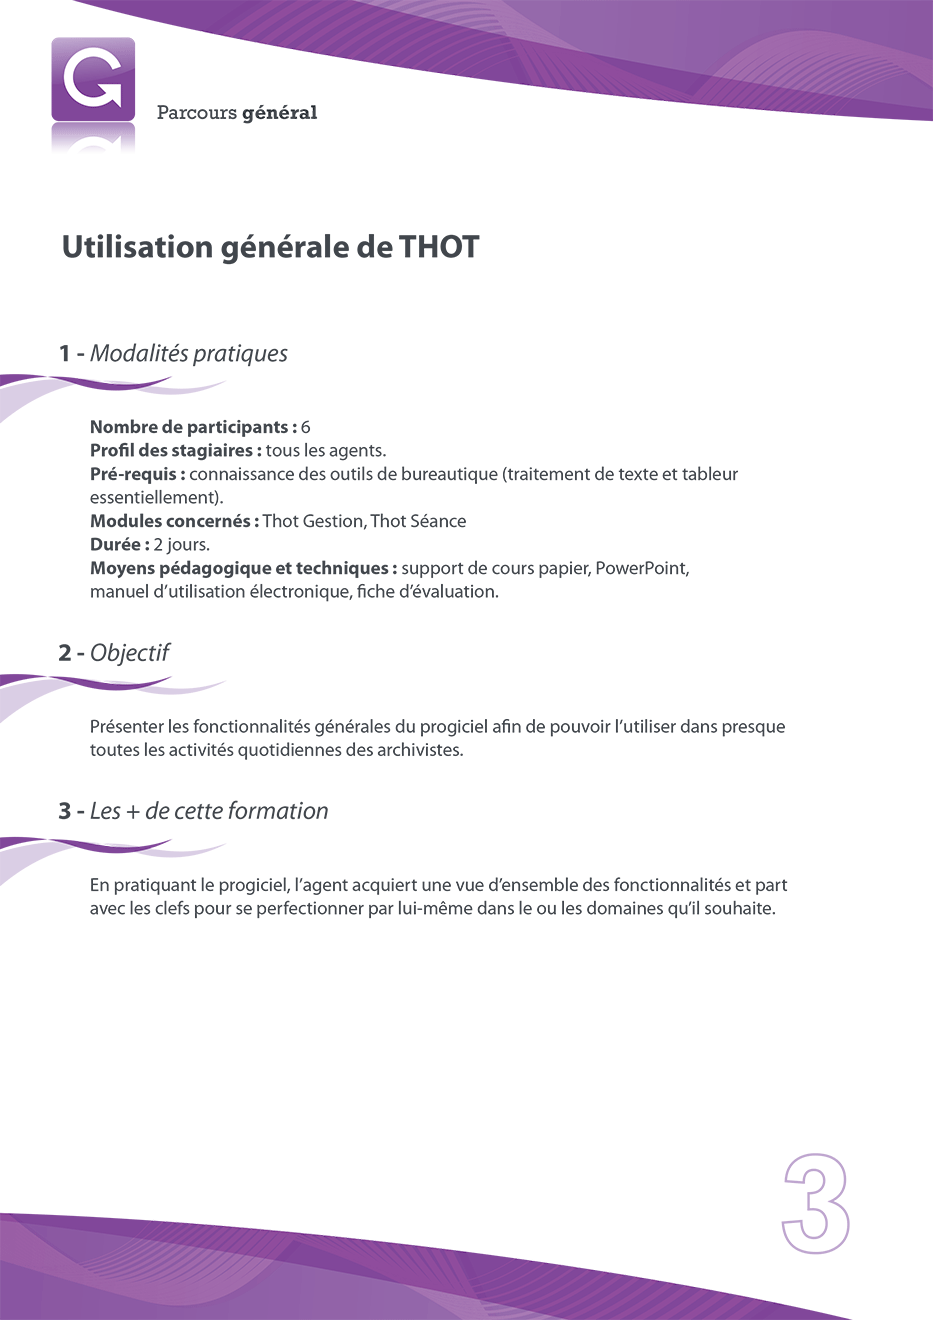 G
Parcours général
Utilisation générale de THOT
1 - Modalités pratiques
Nombre de participants : 6
Profil des stagiaires : tous les agents.
Pré-requis : connaissance des outils de bureautique (traitement de texte et tableur
essentiellement).
Modules concernés : Thot Gestion, Thot Séance
Durée : 2 jours.
Moyens pédagogique et techniques : support de cours papier, PowerPoint,
manuel d’utilisation électronique, fiche d’évaluation.
2 - Objectif
Présenter les fonctionnalités générales du progiciel afin de pouvoir l’utiliser dans presque
toutes les activités quotidiennes des archivistes.
3 - Les + de cette formation
En pratiquant le progiciel, l’agent acquiert une vue d’ensemble des fonctionnalités et part
avec les clefs pour se perfectionner par lui-même dans le ou les domaines qu’il souhaite.
3